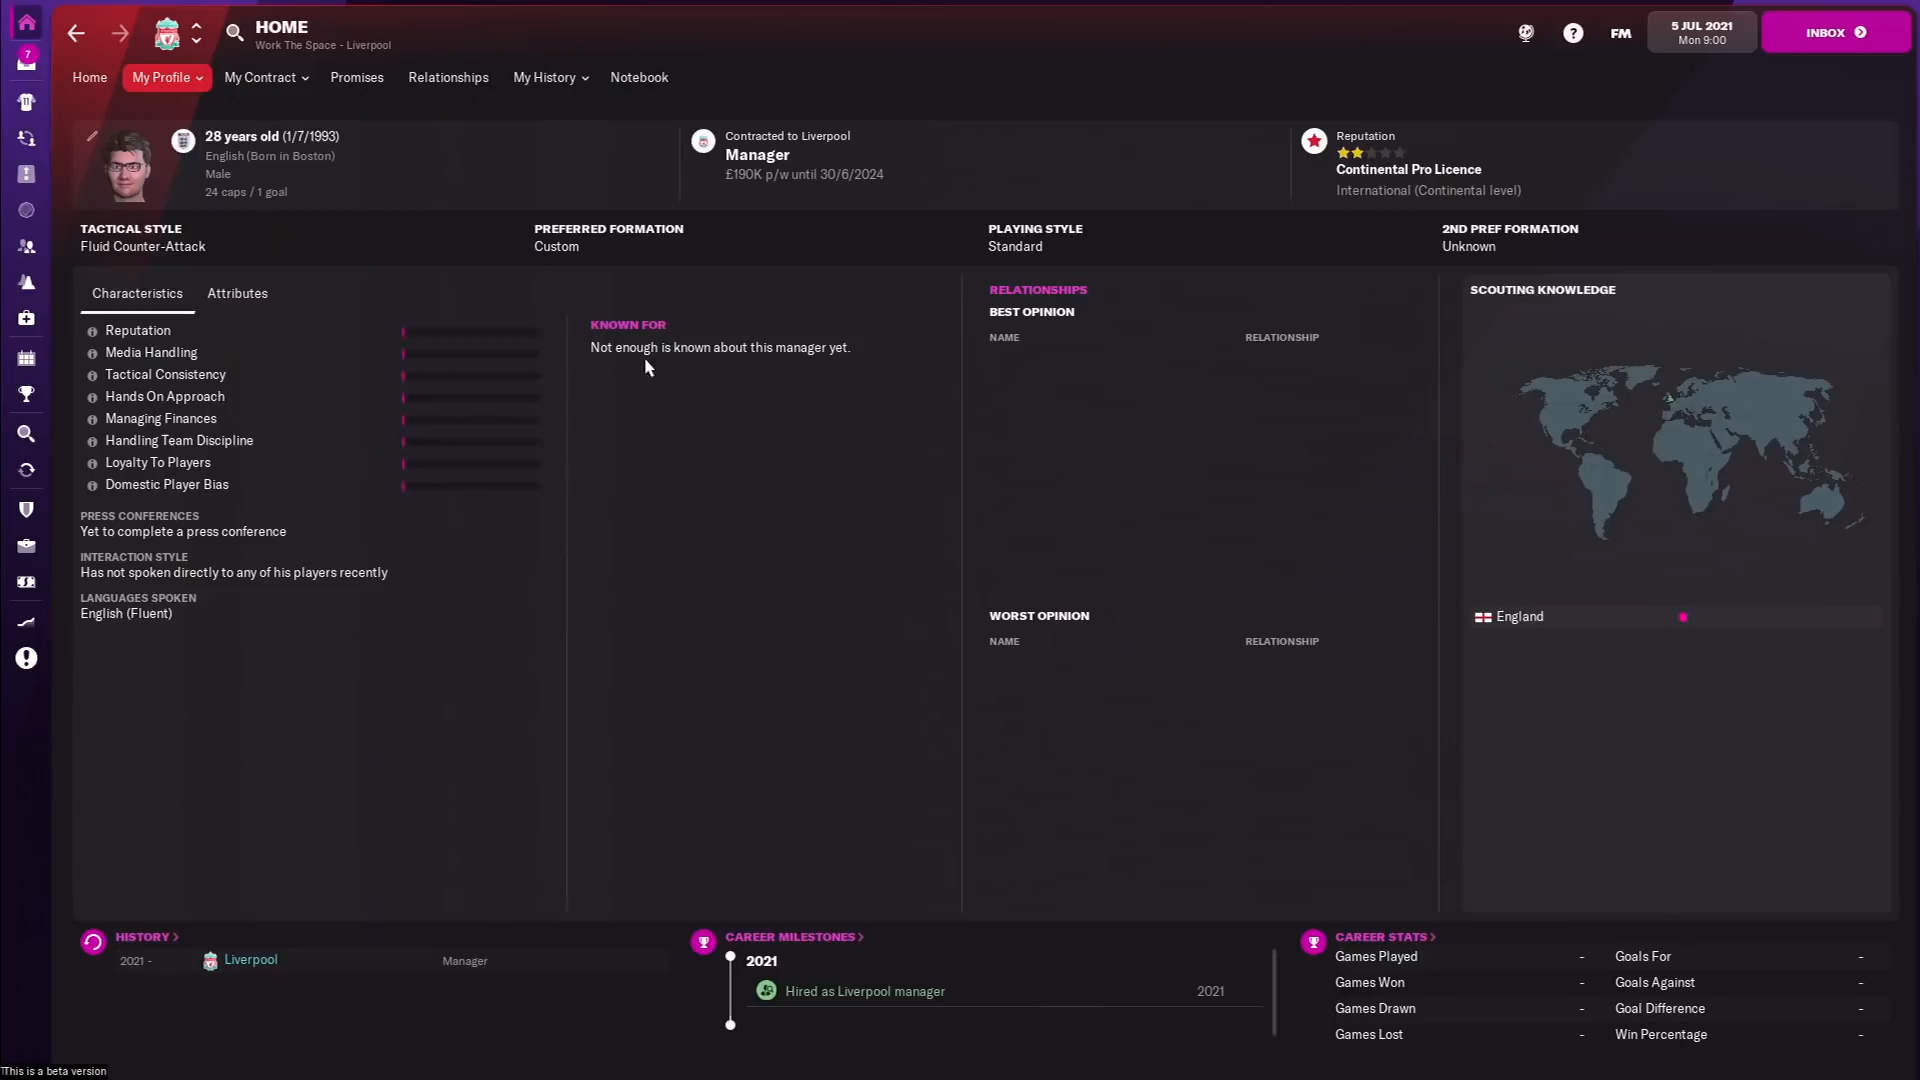 HOME
Work The Space - Liverpool
FM
5 JUL 2021
Mon 9:00
INBOX
7
Home
My Profile
My Contract
Promises
Relationships
My History
Notebook
28 years old (1/7/1993)
English (Born in Boston)
Male
24 caps / 1 goal
Contracted to Liverpool
Manager
£190K p/w until 30/6/2024
Reputation
Continental Pro Licence
International (Continental level)
TACTICAL STYLE
Fluid Counter-Attack
PREFERRED FORMATION
Custom
PLAYING STYLE
Standard
2ND PREF FORMATION
Unknown
Characteristics
Attributes
Reputation
Media Handling
Tactical Consistency
Hands On Approach
Managing Finances
Handling Team Discipline
Loyalty To Players
Domestic Player Bias
PRESS CONFERENCES
Yet to complete a press conference
INTERACTION STYLE
Has not spoken directly to any of his players recently
LANGUAGES SPOKEN
English (Fluent)
KNOWN FOR
Not enough is known about this manager yet.
RELATIONSHIPS
BEST OPINION
NAME RELATIONSHIP
WORST OPINION
NAME RELATIONSHIP
SCOUTING KNOWLEDGE
England
HISTORY >
2021 - Liverpool Manager
CAREER MILESTONES >
2021
Hired as Liverpool manager 2021
CAREER STATS >
Games Played - Goals For -
Games Won - Goals Against -
Games Drawn - Goal Difference -
Games Lost - Win Percentage -
This is a beta version